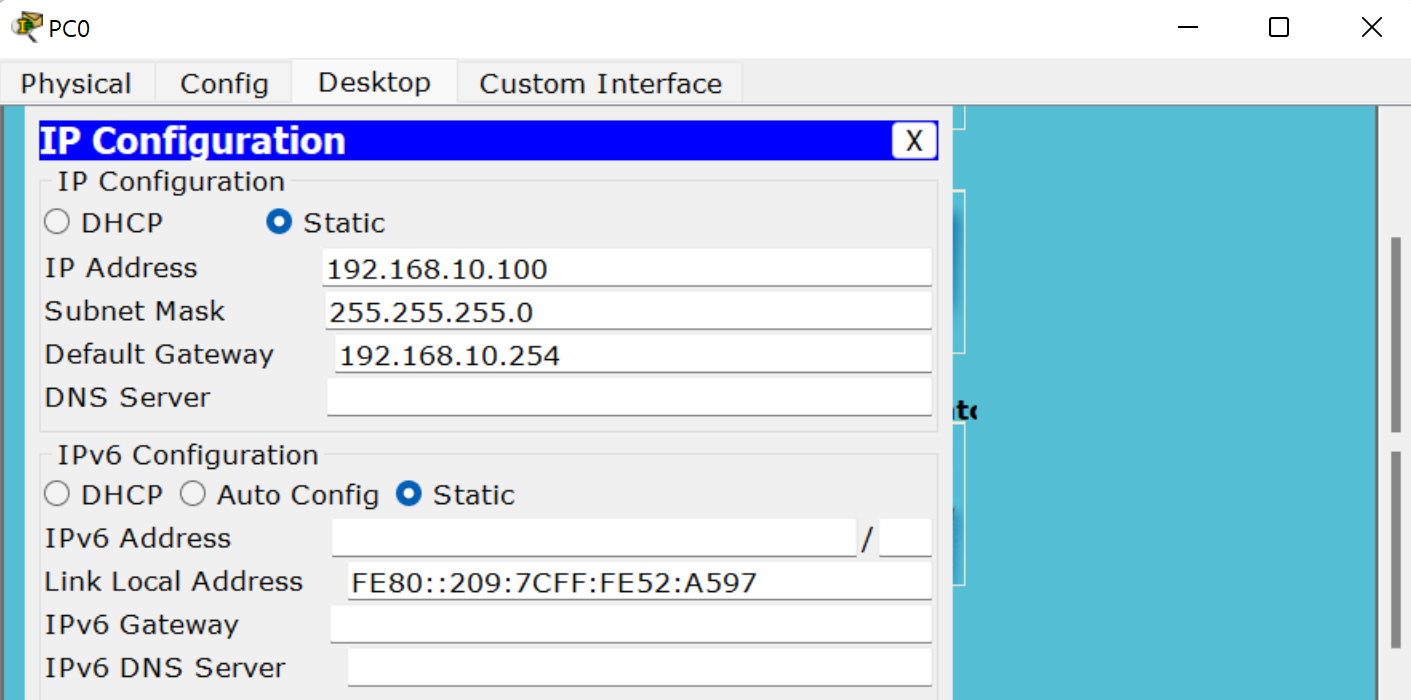 PC0
Physical Config Desktop Custom Interface
IP Configuration X
IP Configuration
DHCP Static
IP Address 192.168.10.100
Subnet Mask 255.255.255.0
Default Gateway 192.168.10.254
DNS Server
IPv6 Configuration
DHCP Auto Config Static
IPv6 Address /
Link Local Address FE80::209:7CFF:FE52:A597
IPv6 Gateway
IPv6 DNS Server